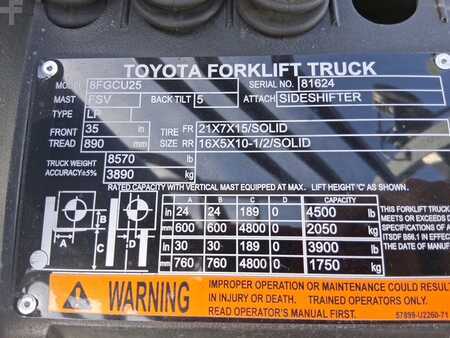 TOYOTA FORKLIFT TRUCK
MODEL 8FGCU25 SERIAL NO. 81624
MAST FSV BACK TILT 5 ATTACH SIDESHIFTER
TYPE LP
FRONT 35 in TIRE FR 21X7X15/SOLID
TREAD 890 mm SIZE RR 16X5X10-1/2/SOLID
TRUCK WEIGHT 8570 lb
ACCURACY±5% 3890 kg
RATED CAPACITY WITH VERTICAL MAST EQUIPPED AT MAX. LIFT HEIGHT 'C' AS SHOWN.
A B C D CAPACITY
in 24 24 189 0 4500 lb
mm 600 600 4800 0 2050 kg
in 30 30 189 0 3900 lb
mm 760 760 4800 0 1750 kg
A B C D
THIS FORKLIFT TRUCK
MEETS OR EXCEEDS
SPECIFICATIONS OF
ITSDF B56.1 EXISTING
THE DATE OF MANUF
WARNING
IMPROPER OPERATION OR MAINTENANCE COULD RESULT
IN INJURY OR DEATH. TRAINED OPERATORS ONLY.
READ OPERATOR'S MANUAL FIRST. 57899-U2260-71